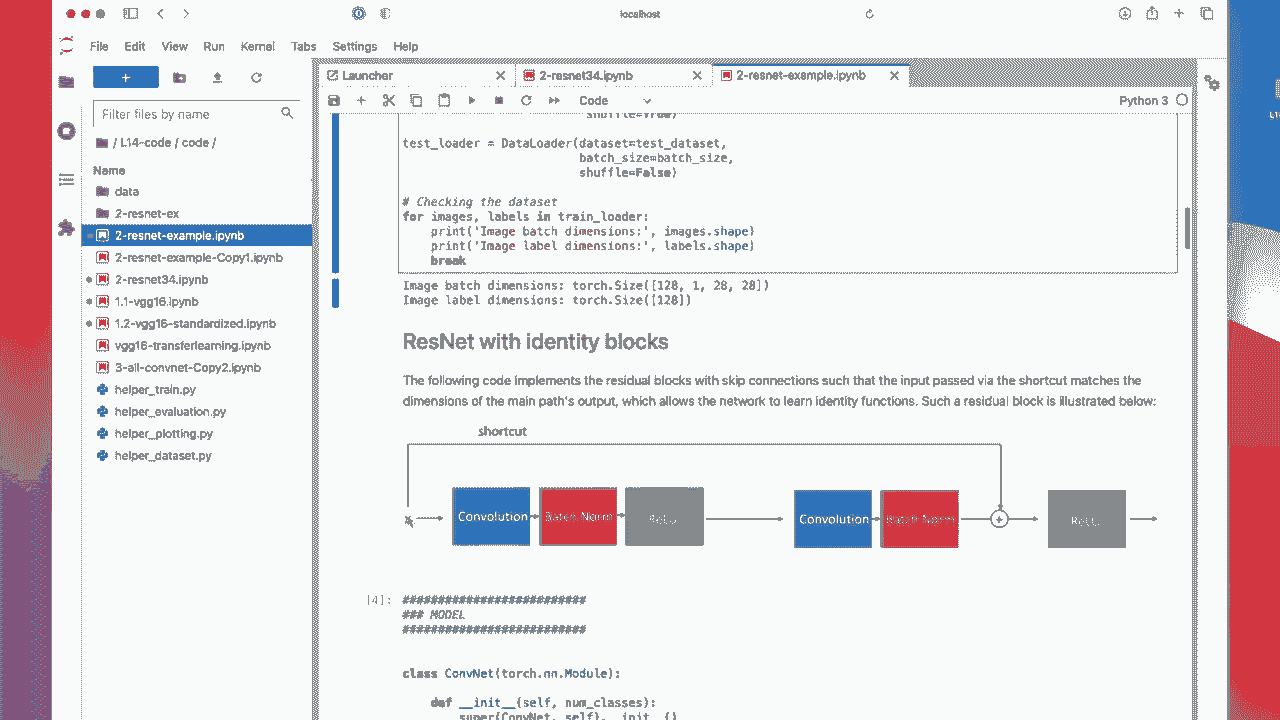 localhost
File Edit View Run Kernel Tabs Settings Help
Launcher
2-resnet34.ipynb
2-resnet-example.ipynb
Code
Python 3
Filter files by name
/ L14-code / code /
Name
data
2-resnet-ex
2-resnet-example.ipynb
2-resnet-example-Copy1.ipynb
2-resnet34.ipynb
1.1-vgg16.ipynb
1.2-vgg16-standardized.ipynb
vgg16-transferlearning.ipynb
3-all-convnet-Copy2.ipynb
helper_train.py
helper_evaluation.py
helper_plotting.py
helper_dataset.py
shuffle=True)
test_loader = DataLoader(dataset=test_dataset,
batch_size=batch_size,
shuffle=False)
# Checking the dataset
for images, labels in train_loader:
print('Image batch dimensions:', images.shape)
print('Image label dimensions:', labels.shape)
break
Image batch dimensions: torch.Size([128, 1, 28, 28])
Image label dimensions: torch.Size([128])
ResNet with identity blocks
The following code implements the residual blocks with skip connections such that the input passed via the shortcut matches the
dimensions of the main path's output, which allows the network to learn identity functions. Such a residual block is illustrated below:
shortcut
x Convolution Batch Norm ReLU Convolution Batch Norm + ReLU
[4]: ##########################
### MODEL
##########################
class ConvNet(torch.nn.Module):
def __init__(self, num_classes):
super(ConvNet, self).__init__()